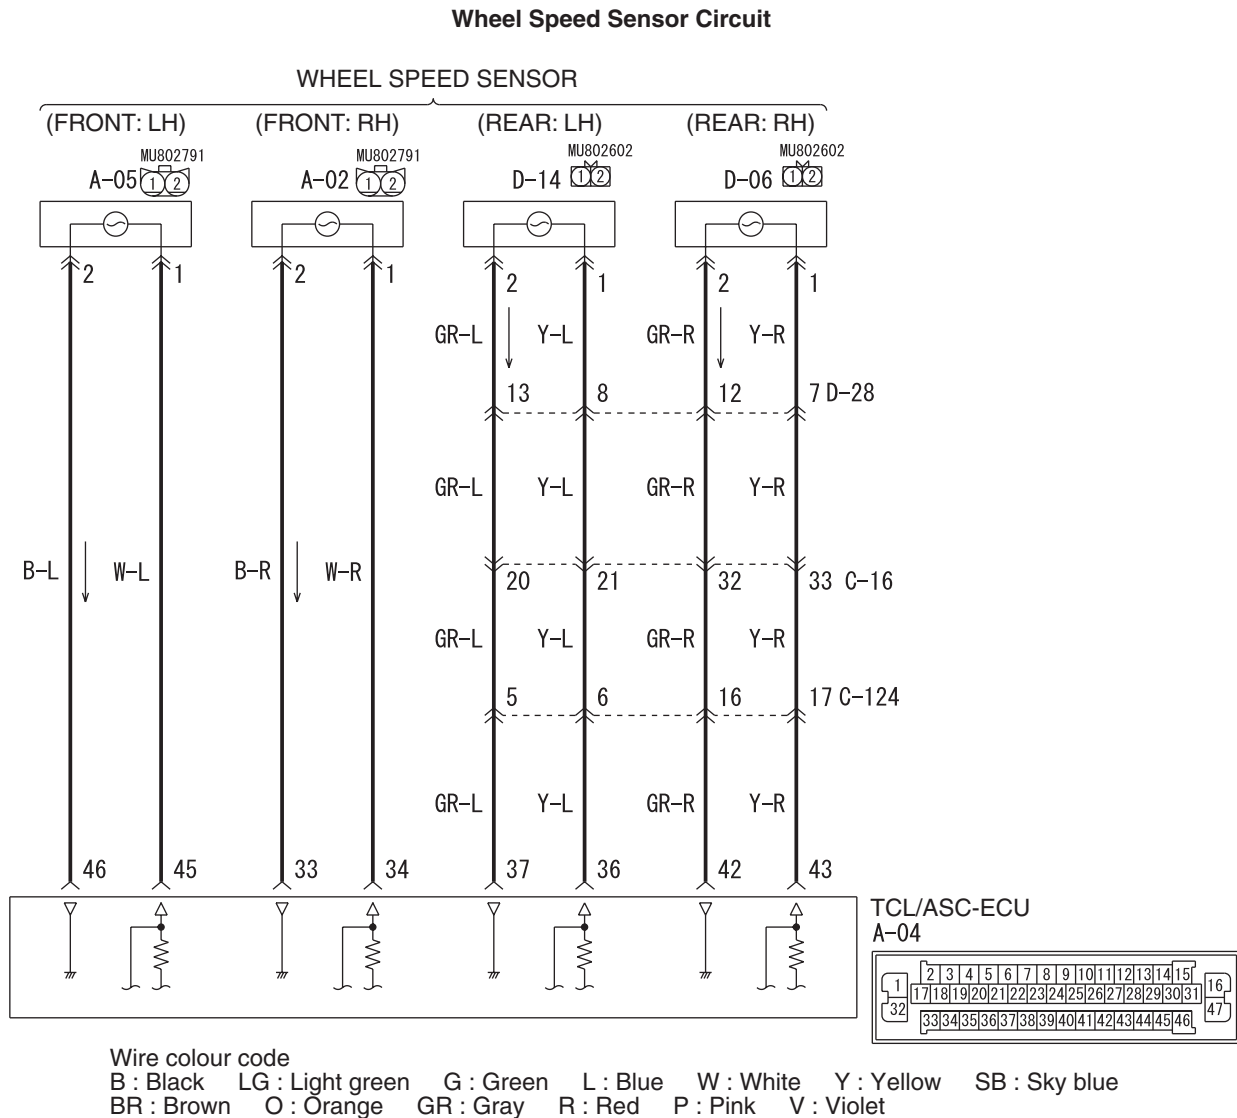 Wheel Speed Sensor Circuit
WHEEL SPEED SENSOR
(FRONT: LH) (FRONT: RH) (REAR: LH) (REAR: RH)
MU802791 MU802791 MU802602 MU802602
A-05 1 2 A-02 1 2 D-14 1 2 D-06 1 2
2 1 2 1 2 1 2 1
GR-L Y-L GR-R Y-R
13 8 12 7 D-28
GR-L Y-L GR-R Y-R
B-L W-L B-R W-R
20 21 32 33 C-16
GR-L Y-L GR-R Y-R
5 6 16 17 C-124
GR-L Y-L GR-R Y-R
46 45 33 34 37 36 42 43
TCL/ASC-ECU
A-04
1 2 3 4 5 6 7 8 9 10 11 12 13 14 15 16
17 18 19 20 21 22 23 24 25 26 27 28 29 30 31
32 33 34 35 36 37 38 39 40 41 42 43 44 45 46 47
Wire colour code
B : Black LG : Light green G : Green L : Blue W : White Y : Yellow SB : Sky blue
BR : Brown O : Orange GR : Gray R : Red P : Pink V : Violet